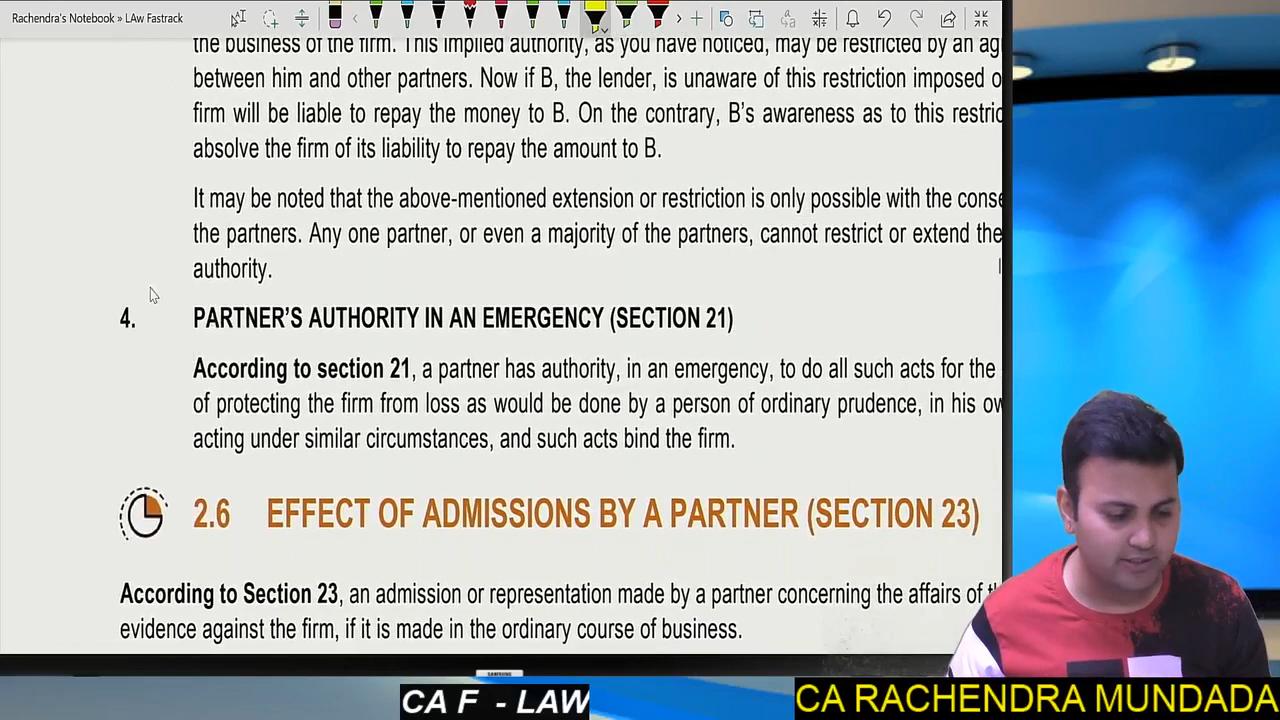 Rachendra's Notebook » LAw Fastrack
the business of the firm. This implied authority, as you have noticed, may be restricted by an
between him and other partners. Now if B, the lender, is unaware of this restriction imposed
firm will be liable to repay the money to B. On the contrary, B's awareness as to this
absolve the firm of its liability to repay the amount to B.
It may be noted that the above-mentioned extension or restriction is only possible with the
the partners. Any one partner, or even a majority of the partners, cannot restrict or extend the
authority.
4. PARTNER'S AUTHORITY IN AN EMERGENCY (SECTION 21)
According to section 21, a partner has authority, in an emergency, to do all such acts for the
of protecting the firm from loss as would be done by a person of ordinary prudence, in his
acting under similar circumstances, and such acts bind the firm.
2.6 EFFECT OF ADMISSIONS BY A PARTNER (SECTION 23)
According to Section 23, an admission or representation made by a partner concerning the affairs of
evidence against the firm, if it is made in the ordinary course of business.
SAMSUNG
CA F - LAW
CA RACHENDRA MUNDADA